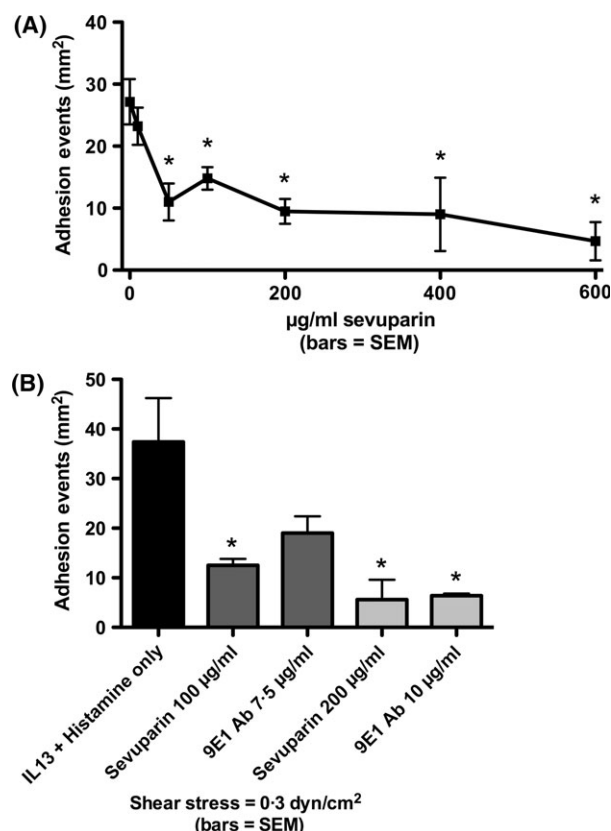 (A)
Adhesion events (mm²)
40
30
20
10
0
* * * * *
0 200 400 600
µg/ml sevuparin
(bars = SEM)
(B)
Adhesion events (mm²)
50
40
30
20
10
0
* * *
IL13 + Histamine only
Sevuparin 100 µg/ml
9E1 Ab 7·5 µg/ml
Sevuparin 200 µg/ml
9E1 Ab 10 µg/ml
Shear stress = 0·3 dyn/cm²
(bars = SEM)